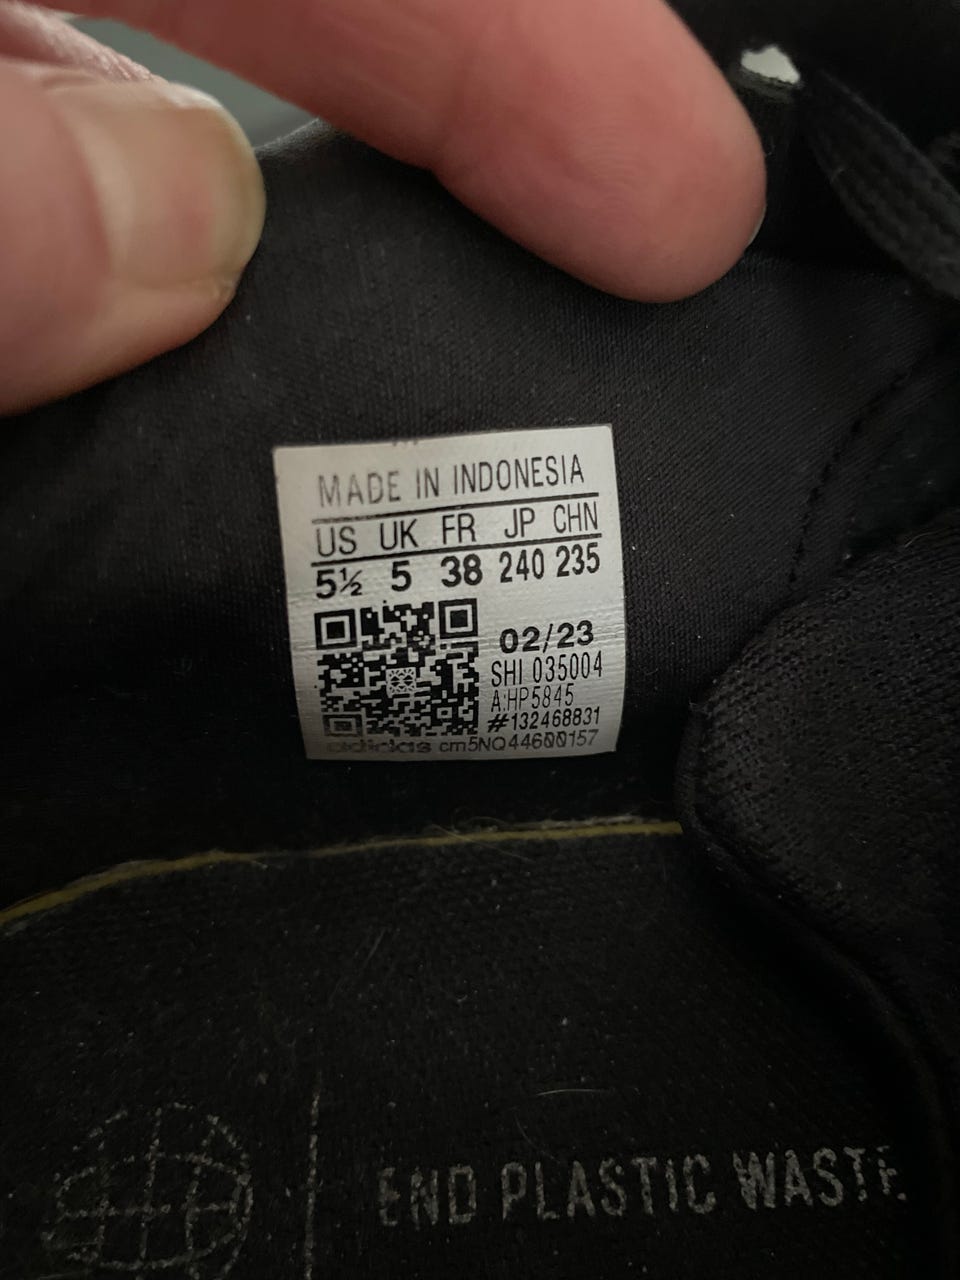 MADE IN INDONESIA
US UK FR JP CHN
5½ 5 38 240 235
02/23
SHI 035004
A:HP5845
#132468831
adidas cm5NQ44600157
END PLASTIC WASTE